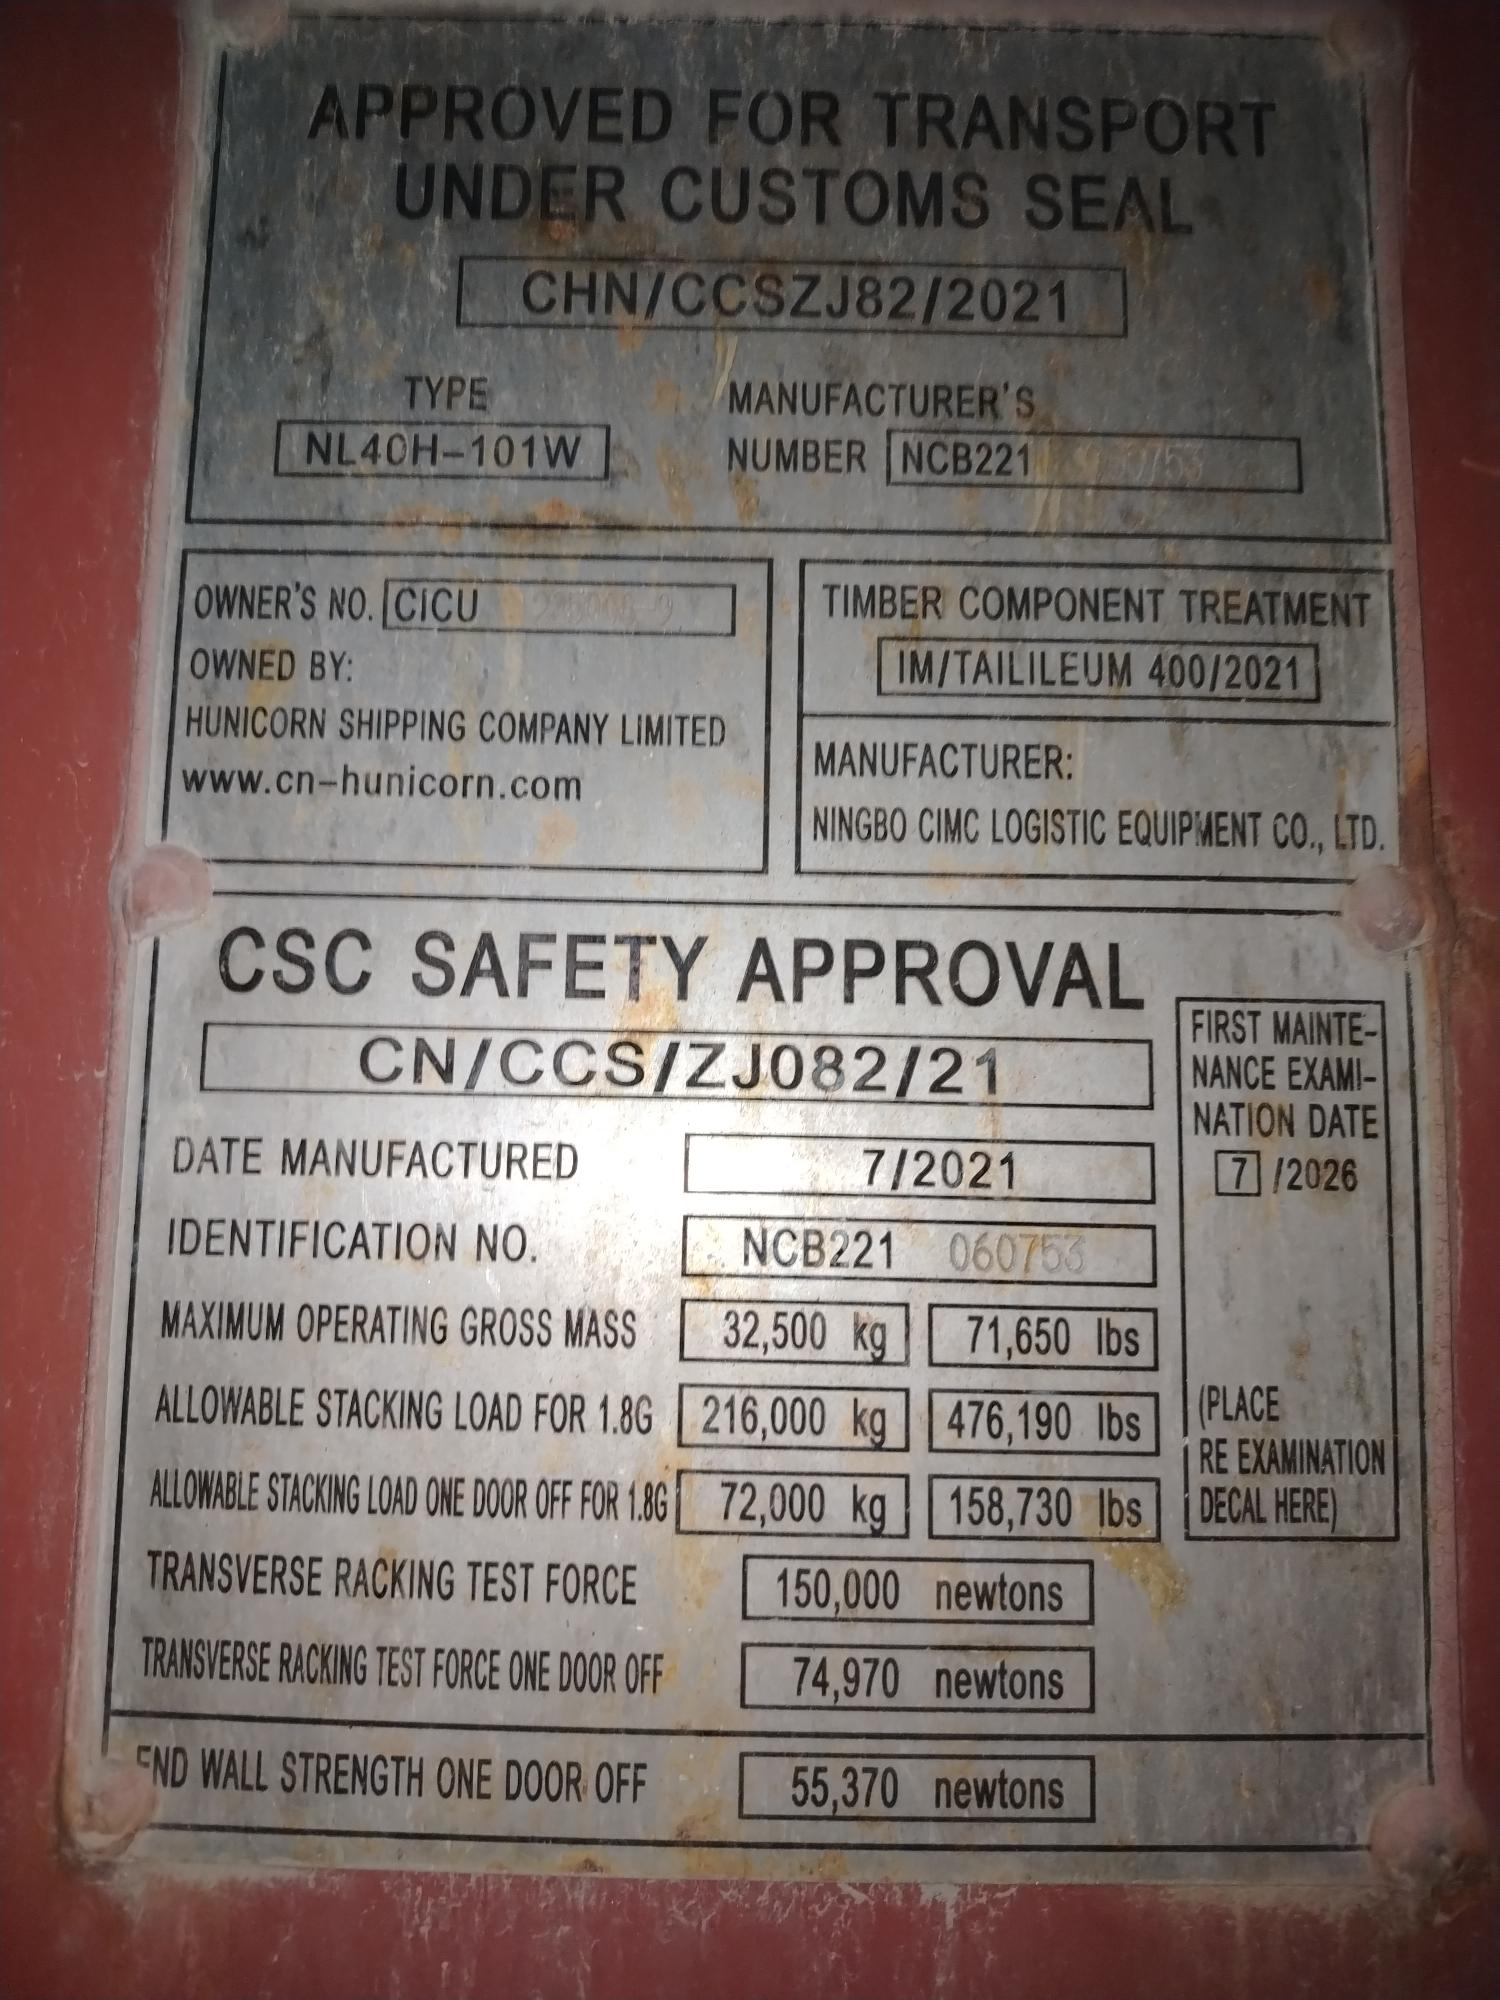 APPROVED FOR TRANSPORT
UNDER CUSTOMS SEAL
CHN/CCSZJ82/2021
TYPE
NL40H-101W
MANUFACTURER'S
NUMBER NCB221
OWNER'S NO. CICU
OWNED BY:
HUNICORN SHIPPING COMPANY LIMITED
www.cn-hunicorn.com
TIMBER COMPONENT TREATMENT
IM/TAILILEUM 400/2021
MANUFACTURER:
NINGBO CIMC LOGISTIC EQUIPMENT CO., LTD.
CSC SAFETY APPROVAL
CN/CCS/ZJ082/21
DATE MANUFACTURED 7/2021
IDENTIFICATION NO. NCB221 060753
MAXIMUM OPERATING GROSS MASS 32,500 kg 71,650 lbs
ALLOWABLE STACKING LOAD FOR 1.8G 216,000 kg 476,190 lbs
ALLOWABLE STACKING LOAD ONE DOOR OFF FOR 1.8G 72,000 kg 158,730 lbs
TRANSVERSE RACKING TEST FORCE 150,000 newtons
TRANSVERSE RACKING TEST FORCE ONE DOOR OFF 74,970 newtons
END WALL STRENGTH ONE DOOR OFF 55,370 newtons
FIRST MAINTE-
NANCE EXAMI-
NATION DATE
7 /2026
(PLACE
RE EXAMINATION
DECAL HERE)